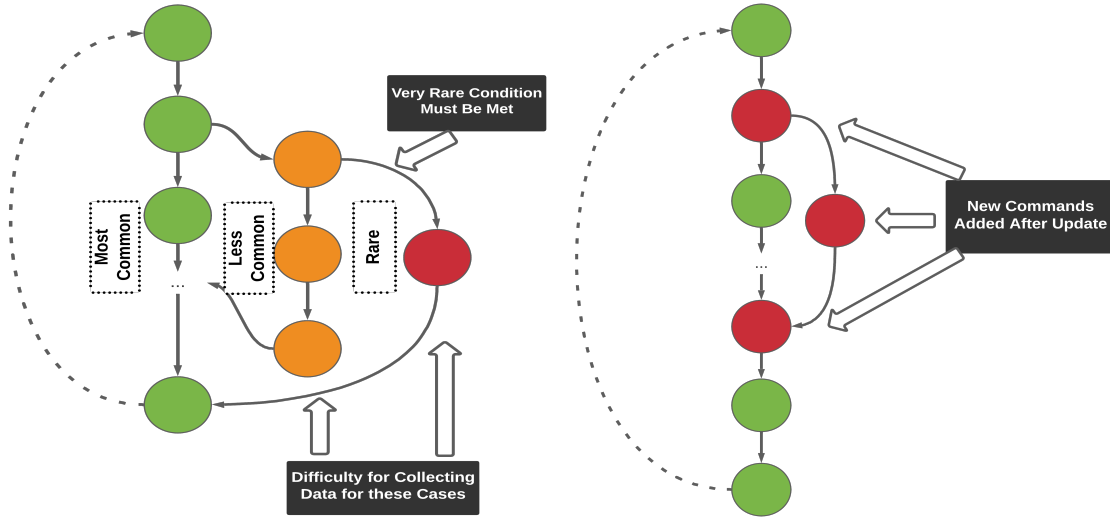 Very Rare Condition
Must Be Met
Most
Common
Less
Common
Rare
...
Difficulty for Collecting
Data for these Cases
New Commands
Added After Update
...